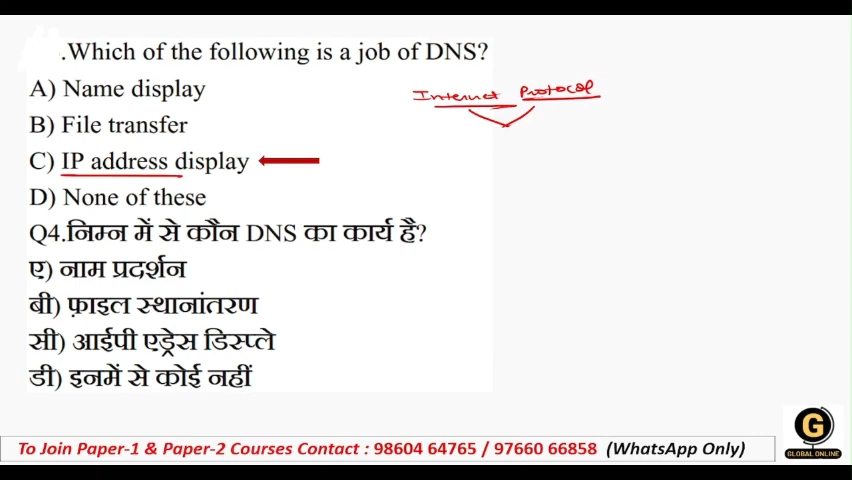 .Which of the following is a job of DNS?
A) Name display
Internet Protocol
B) File transfer
C) IP address display
D) None of these
Q4.निम्न में से कौन DNS का कार्य है?
ए) नाम प्रदर्शन
बी) फ़ाइल स्थानांतरण
सी) आईपी एड्रेस डिस्प्ले
डी) इनमें से कोई नहीं
G
GLOBAL ONLINE
To Join Paper-1 & Paper-2 Courses Contact : 98604 64765 / 97660 66858 (WhatsApp Only)